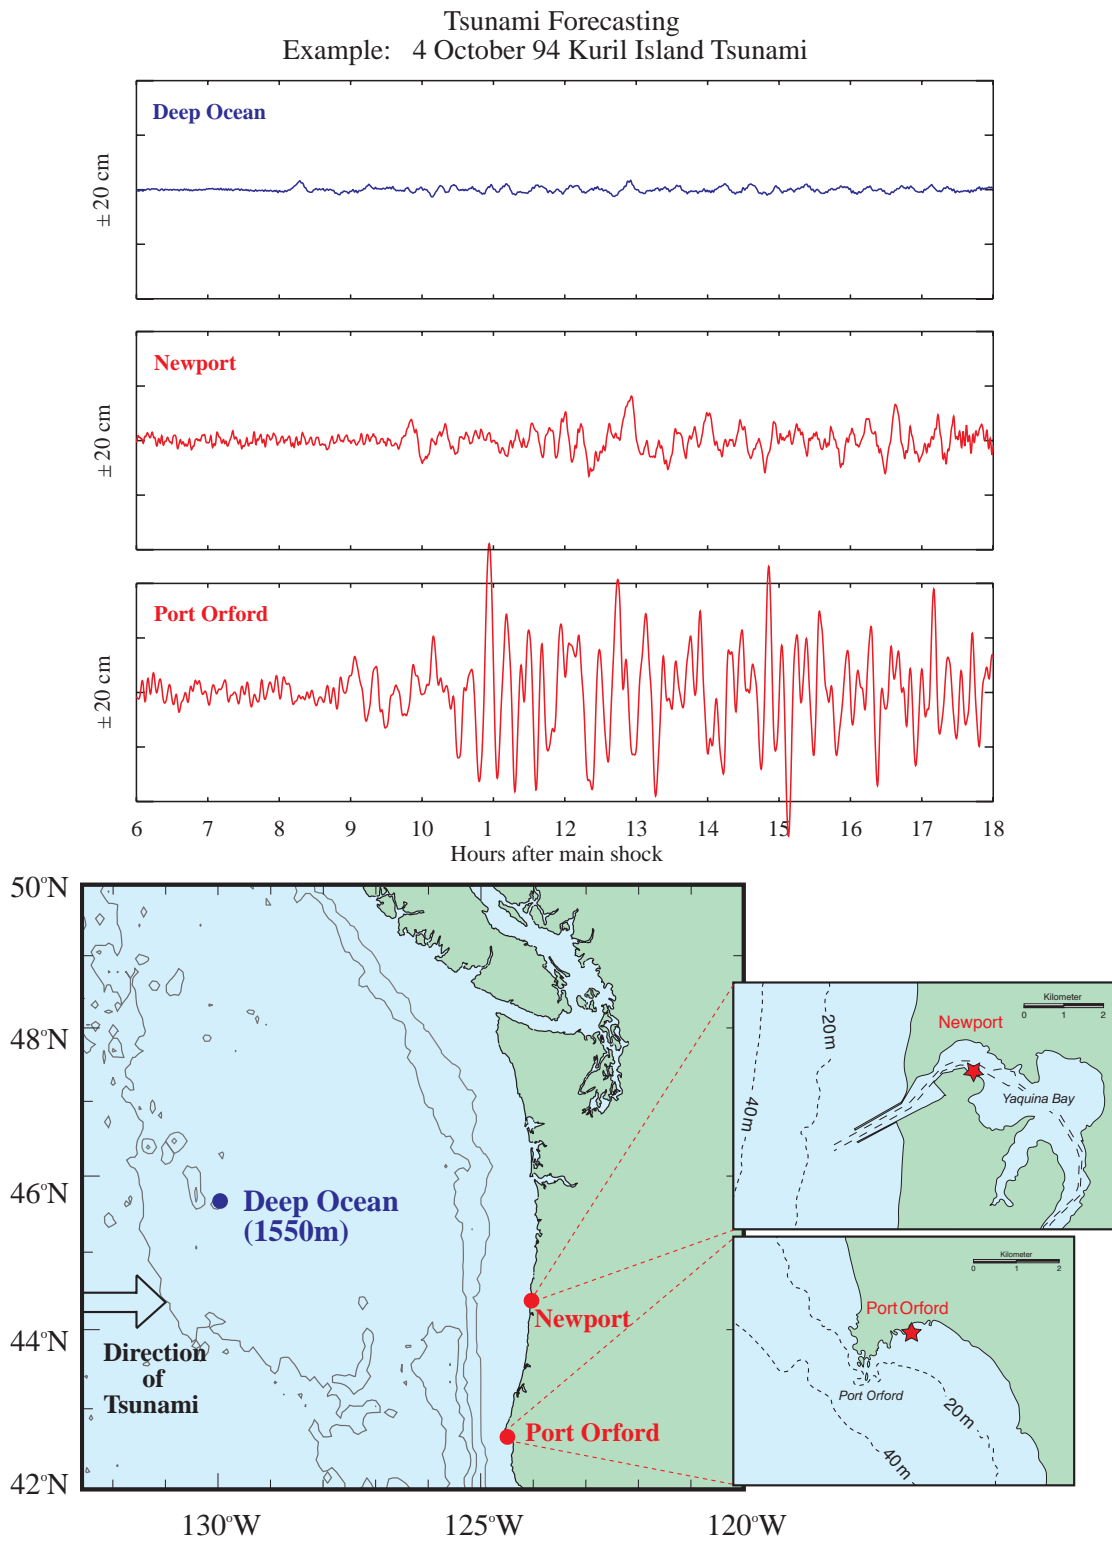 Tsunami Forecasting
Example: 4 October 94 Kuril Island Tsunami
Deep Ocean
± 20 cm
Newport
± 20 cm
Port Orford
± 20 cm
6 7 8 9 10 1 12 13 14 15 16 17 18
Hours after main shock
50°N
48°N
46°N
44°N
42°N
130°W 125°W 120°W
Deep Ocean
(1550m)
Newport
Port Orford
Direction
of
Tsunami
Kilometer
0 1 2
Newport
Yaquina Bay
20m
40m
Kilometer
0 1 2
Port Orford
Port Orford
20m
40m